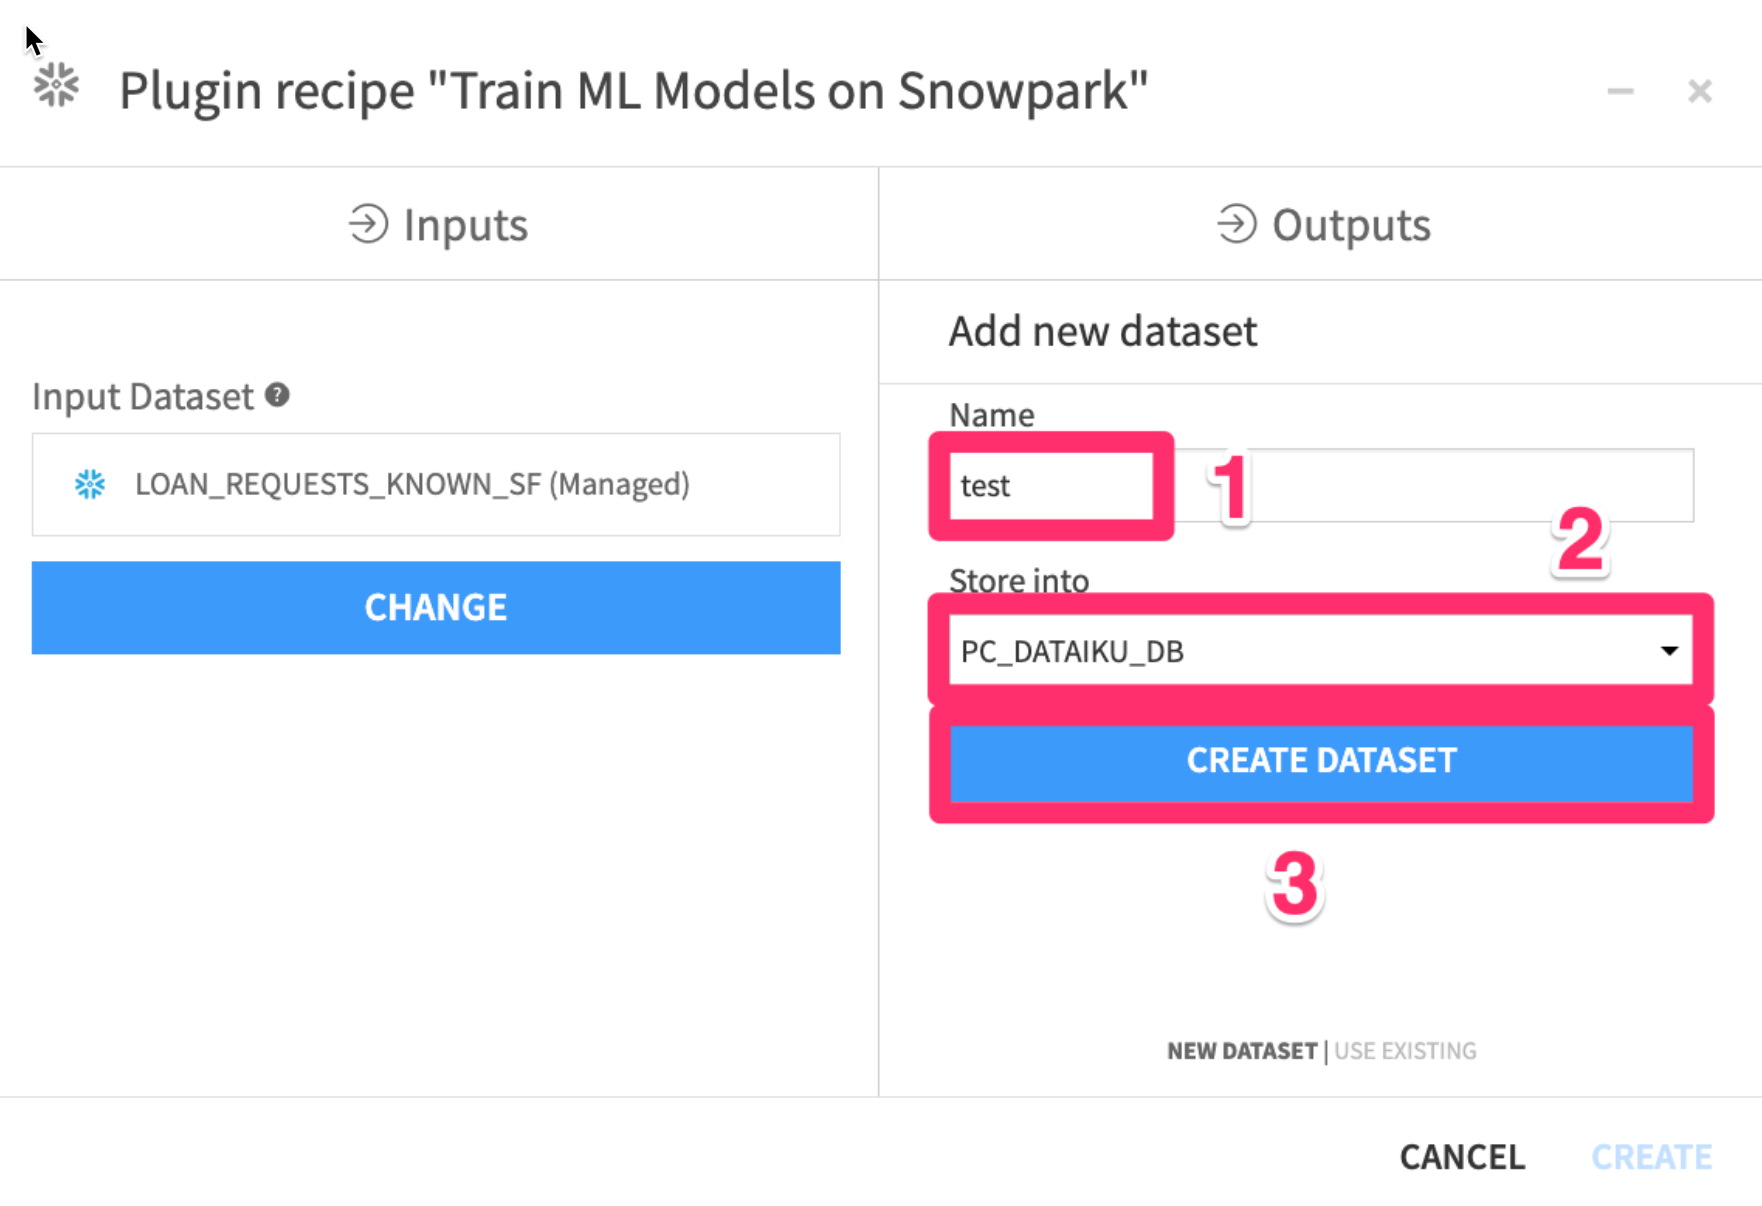 Plugin recipe "Train ML Models on Snowpark"
Inputs
Outputs
Add new dataset
Input Dataset ?
LOAN_REQUESTS_KNOWN_SF (Managed)
CHANGE
Name
test
1
2
Store into
PC_DATAIKU_DB
CREATE DATASET
3
NEW DATASET | USE EXISTING
CANCEL CREATE